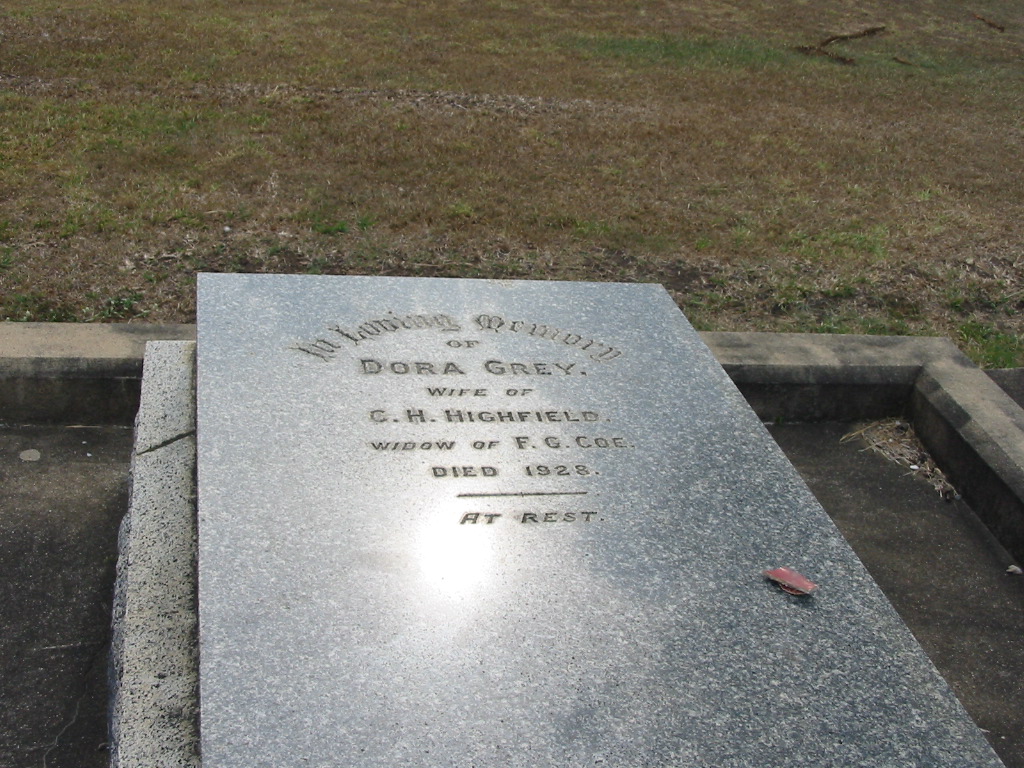 In Loving Memory
OF
DORA GREY.
WIFE OF
C. H. HIGHFIELD.
WIDOW OF F. G. COE.
DIED 1928.
AT REST.